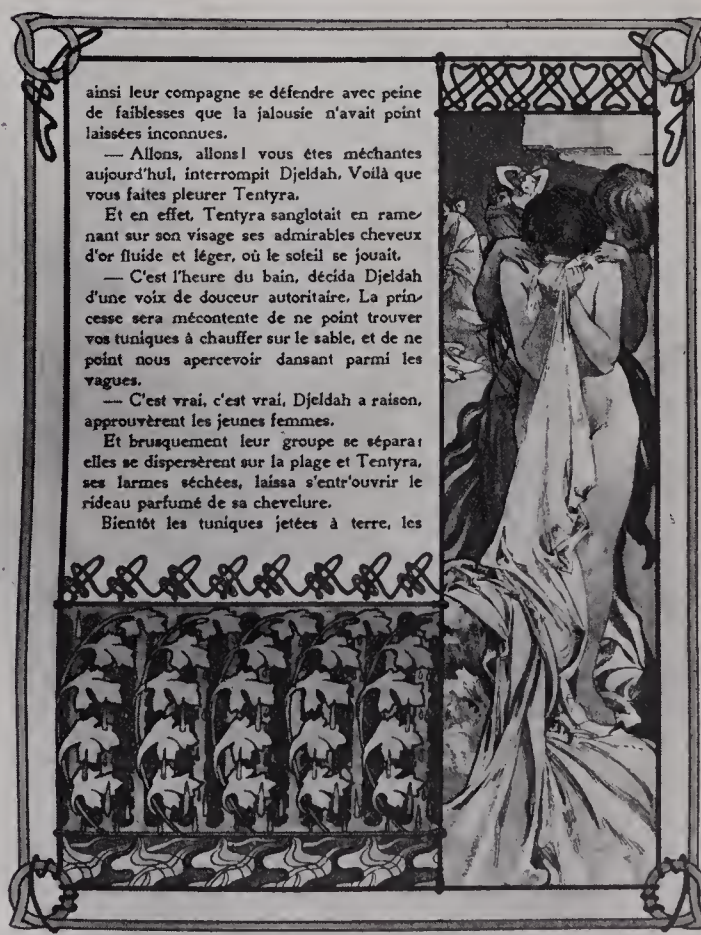 ainsi leur compagne se défendre avec peine
de faiblesses que la jalousie n'avait point
laissées inconnues.
— Allons, allons! vous êtes méchantes
aujourd'hui, interrompit Djeldah. Voilà que
vous faites pleurer Tentyra.
Et en effet, Tentyra sanglotait en rame-
nant sur son visage ses admirables cheveux
d'or fluide et léger, où le soleil se jouait.
— C'est l'heure du bain, décida Djeldah
d'une voix de douceur autoritaire. La prin-
cesse sera mécontente de ne point trouver
vos tuniques à chauffer sur le sable, et de ne
point nous apercevoir dansant parmi les
vagues.
— C'est vrai, c'est vrai, Djeldah a raison,
approuvèrent les jeunes femmes.
Et brusquement leur groupe se sépara:
elles se dispersèrent sur la plage et Tentyra,
ses larmes séchées, laissa s'entr'ouvrir le
rideau parfumé de sa chevelure.
Bientôt les tuniques jetées à terre, les